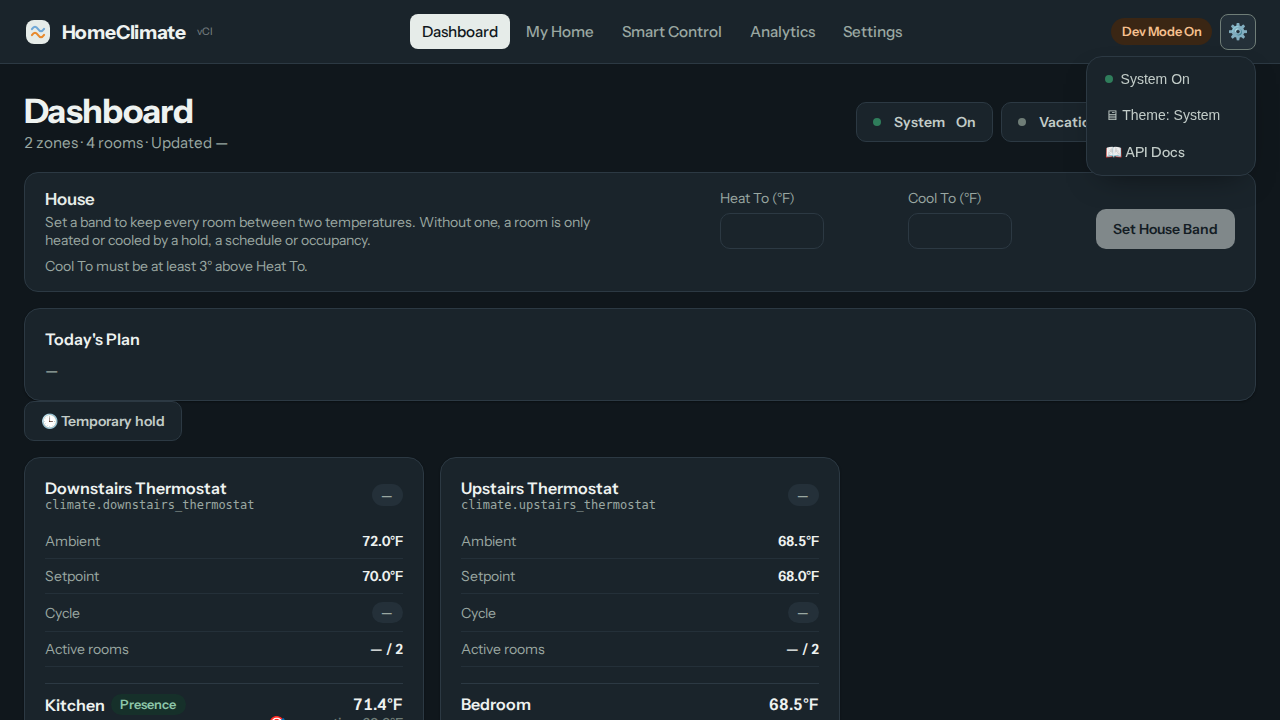 HomeClimate vCI
Dashboard My Home Smart Control Analytics Settings
Dev Mode On ⚙️
System On
🖥 Theme: System
📖 API Docs
Dashboard
2 zones · 4 rooms · Updated —
System On
House
Set a band to keep every room between two temperatures. Without one, a room is only
heated or cooled by a hold, a schedule or occupancy.
Cool To must be at least 3° above Heat To.
Heat To (°F)
Cool To (°F)
Set House Band
Today's Plan
—
🕒 Temporary hold
Downstairs Thermostat —
climate.downstairs_thermostat
Ambient 72.0°F
Setpoint 70.0°F
Cycle —
Active rooms — / 2
Kitchen Presence 71.4°F
Upstairs Thermostat —
climate.upstairs_thermostat
Ambient 68.5°F
Setpoint 68.0°F
Cycle —
Active rooms — / 2
Bedroom 68.5°F